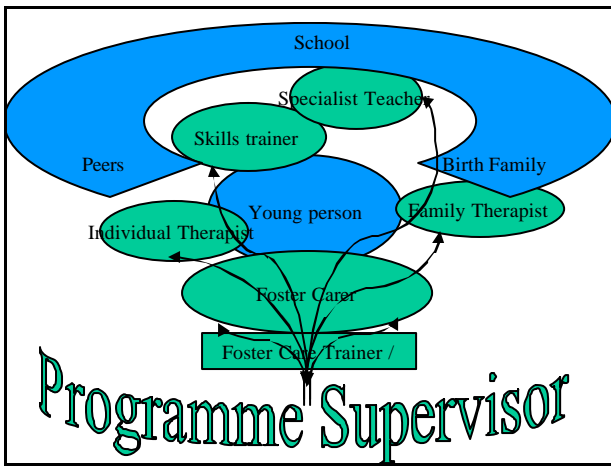 School
Specialist Teacher
Skills trainer
Peers
Birth Family
Young person
Family Therapist
Individual Therapist
Foster Carer
Foster Care Trainer /
Programme Supervisor